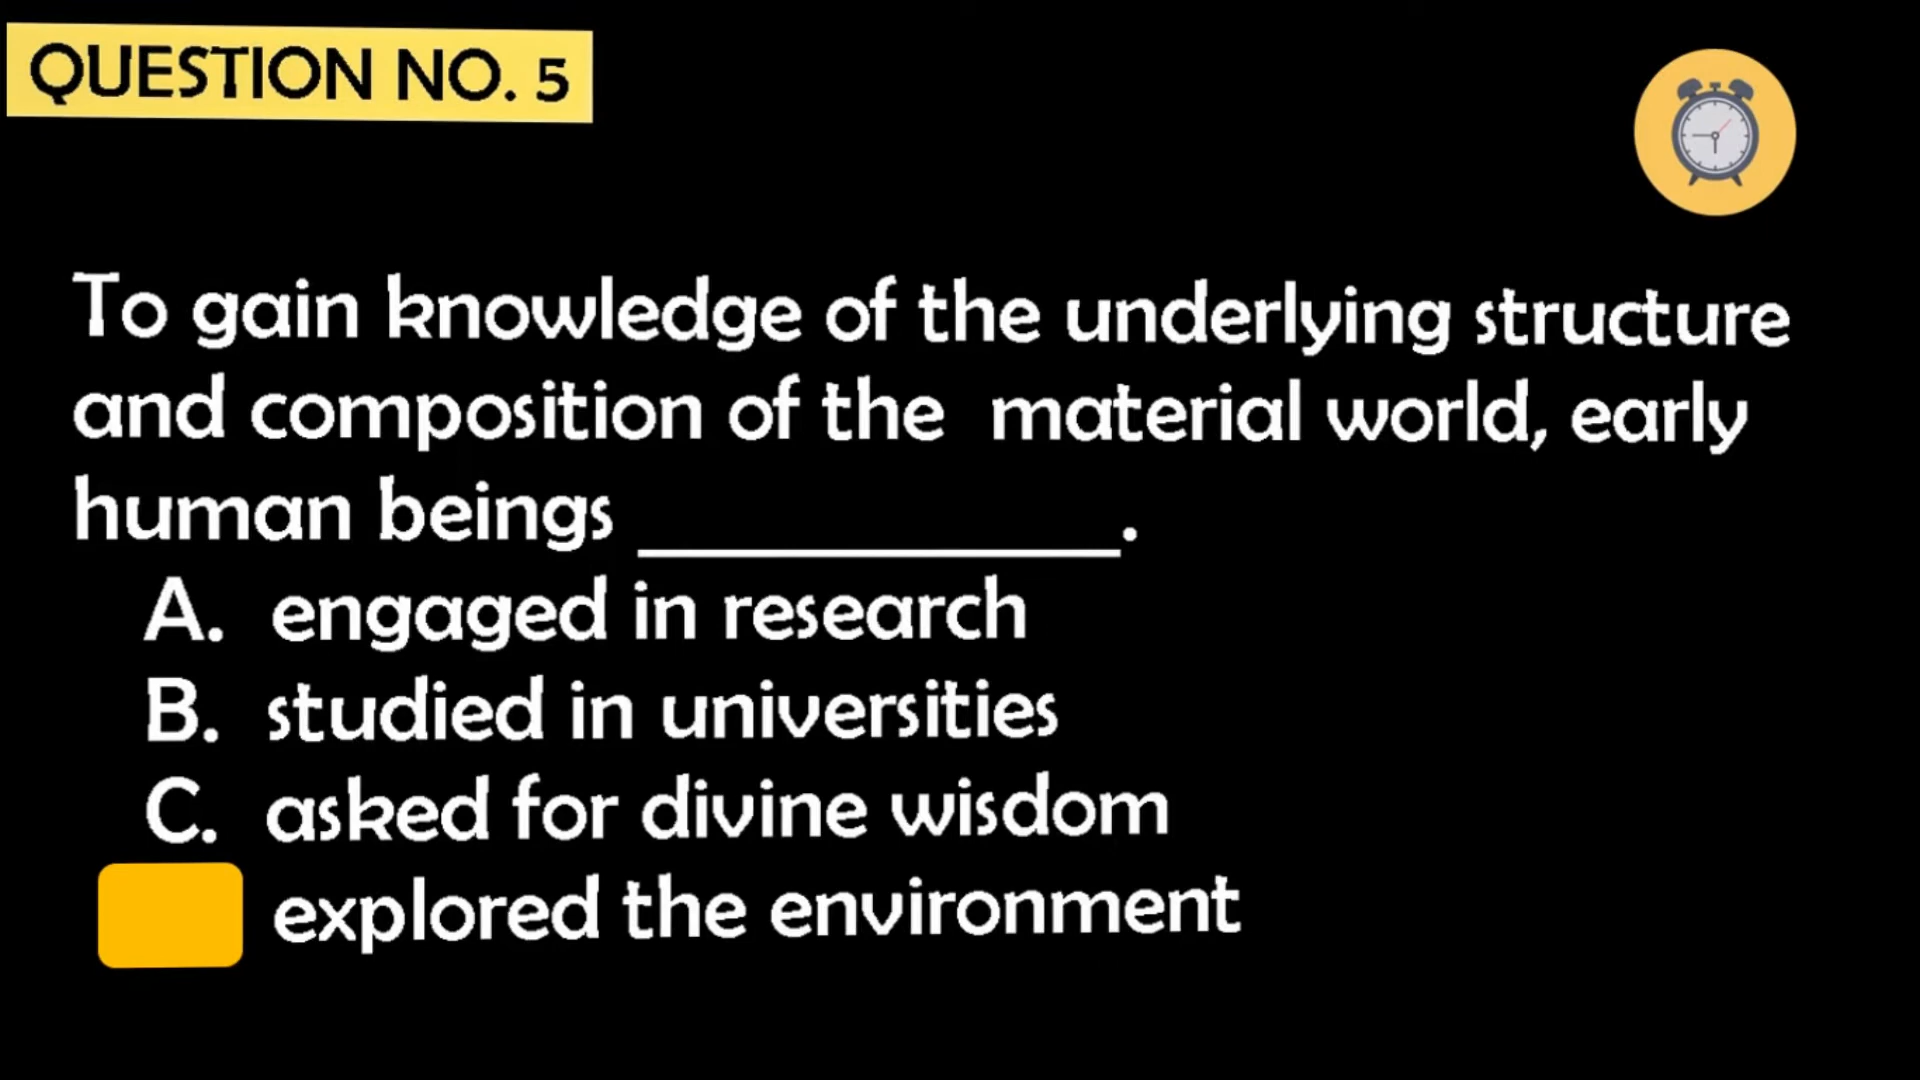 QUESTION NO. 5
To gain knowledge of the underlying structure
and composition of the material world, early
human beings ____________.
A. engaged in research
B. studied in universities
C. asked for divine wisdom
explored the environment